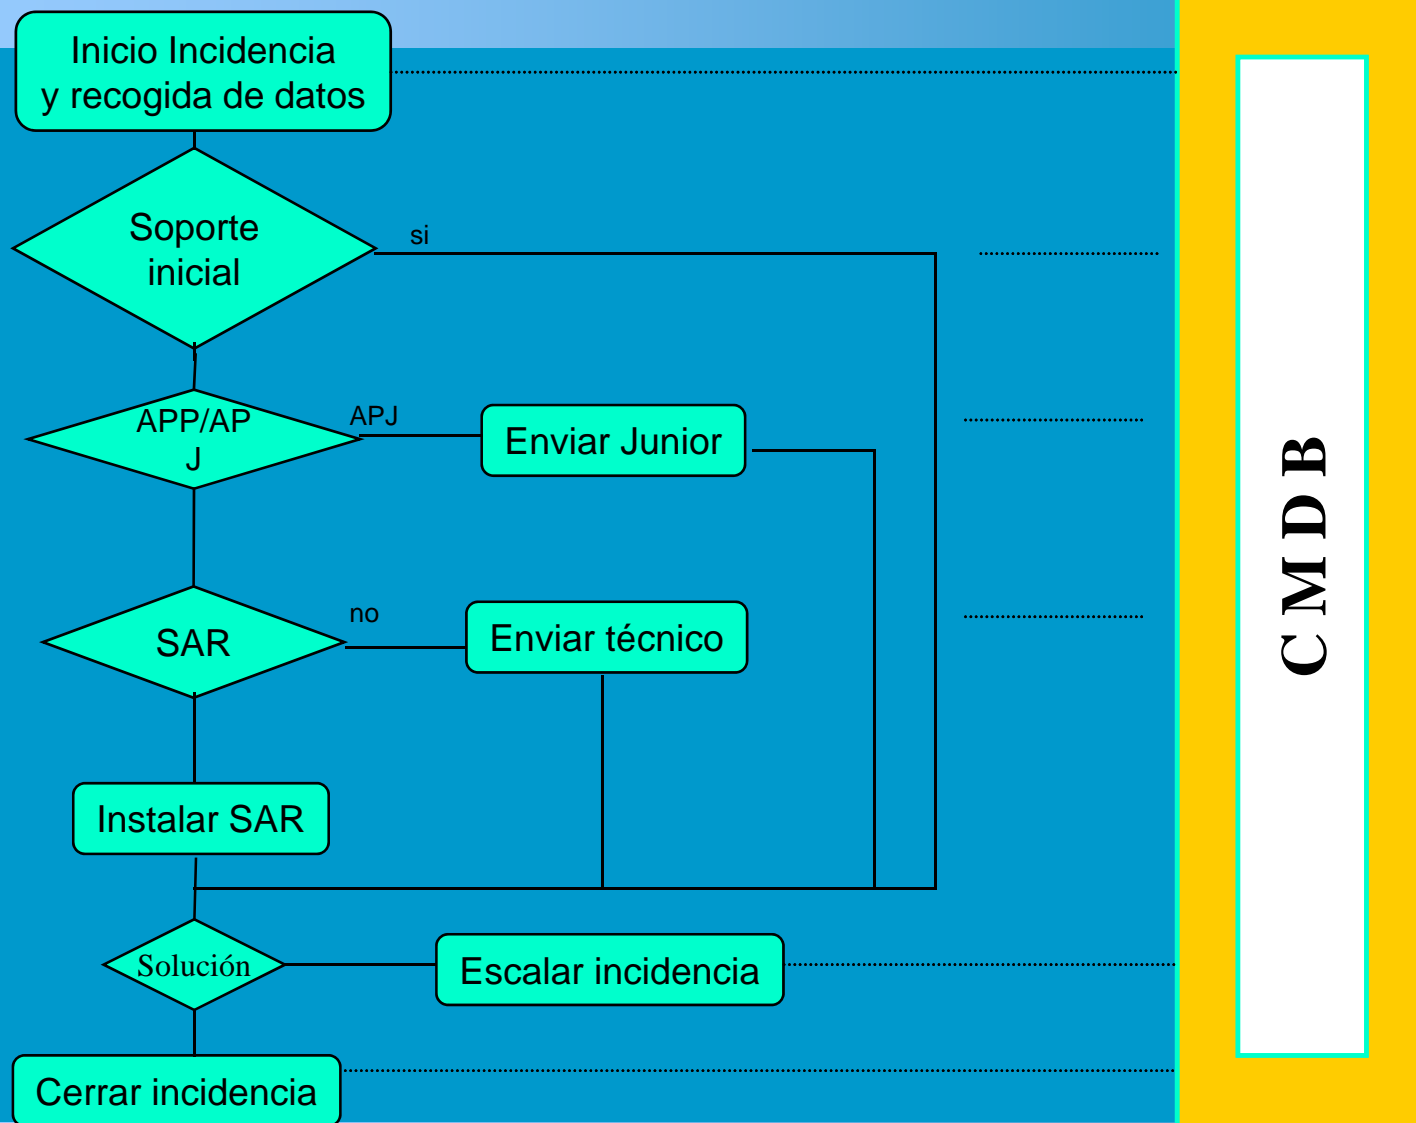 Inicio Incidencia
y recogida de datos
Soporte
inicial
si
APP/AP
J
APJ
Enviar Junior
SAR
no
Enviar técnico
Instalar SAR
Solución
Escalar incidencia
Cerrar incidencia
C M D B